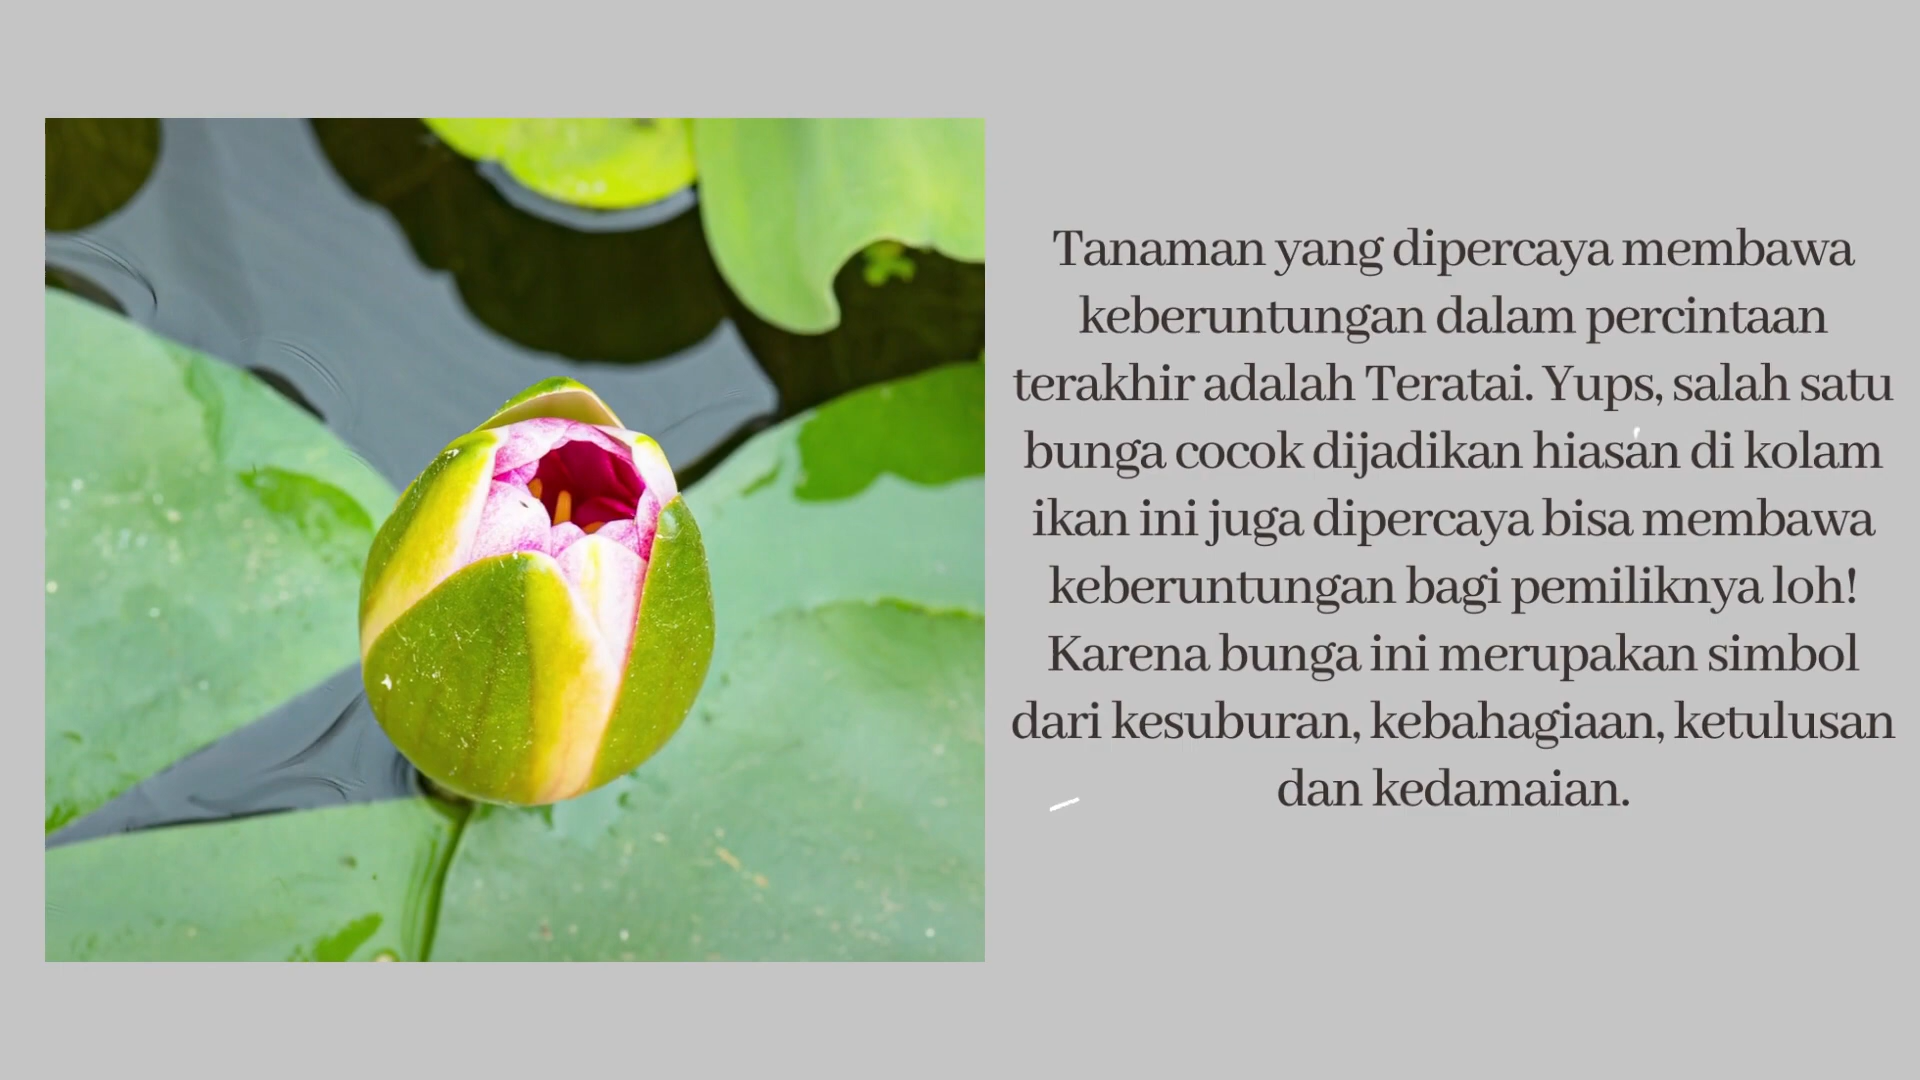 Tanaman yang dipercaya membawa
keberuntungan dalam percintaan
terakhir adalah Teratai. Yups, salah satu
bunga cocok dijadikan hiasan di kolam
ikan ini juga dipercaya bisa membawa
keberuntungan bagi pemiliknya loh!
Karena bunga ini merupakan simbol
dari kesuburan, kebahagiaan, ketulusan
dan kedamaian.